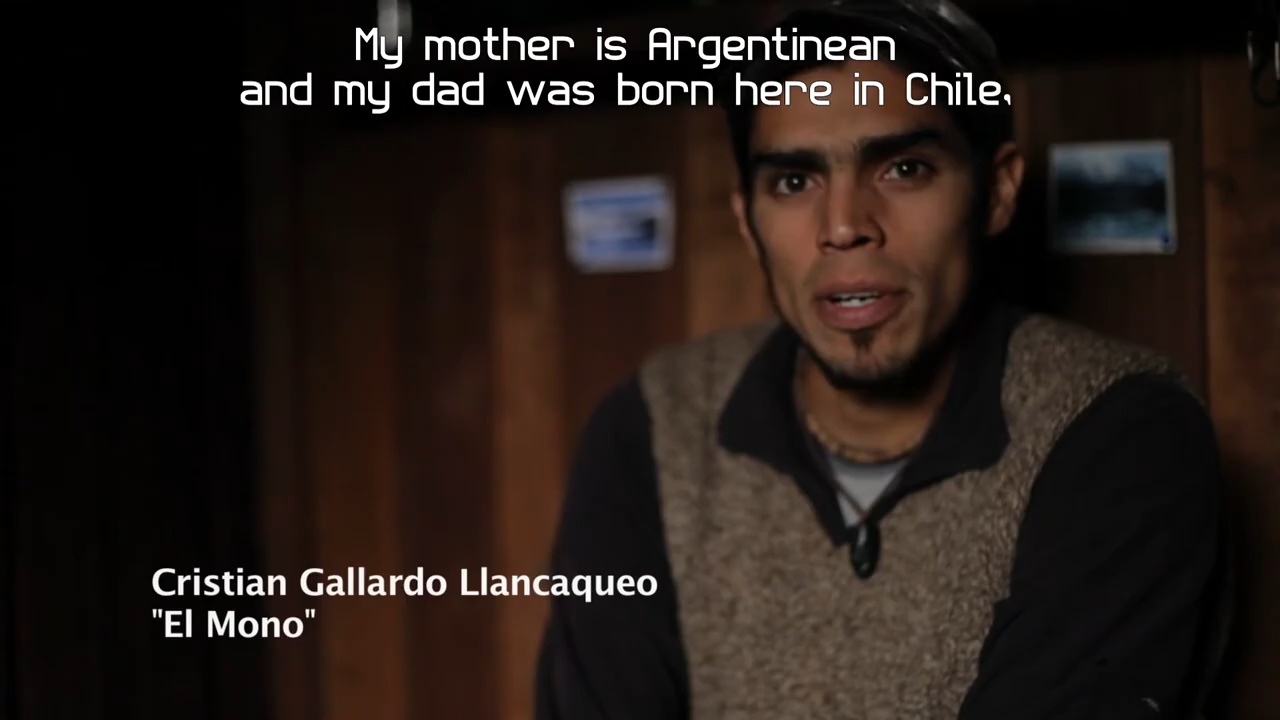 My mother is Argentinean
and my dad was born here in Chile,
Cristian Gallardo Llancaqueo
"El Mono"